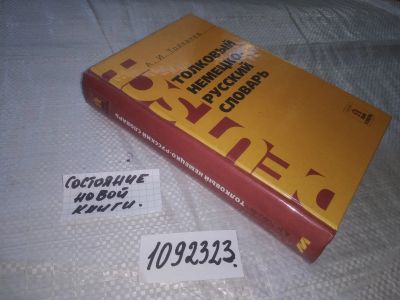 ТОЛКОВЫЙ
НЕМЕЦКО-
РУССКИЙ
СЛОВАРЬ
ТОЛКОВЫЙ НЕМЕЦКО-РУССКИЙ СЛОВАРЬ
СОСТОЯНИЕ
НОВОЙ
КНИГИ.
1092323.